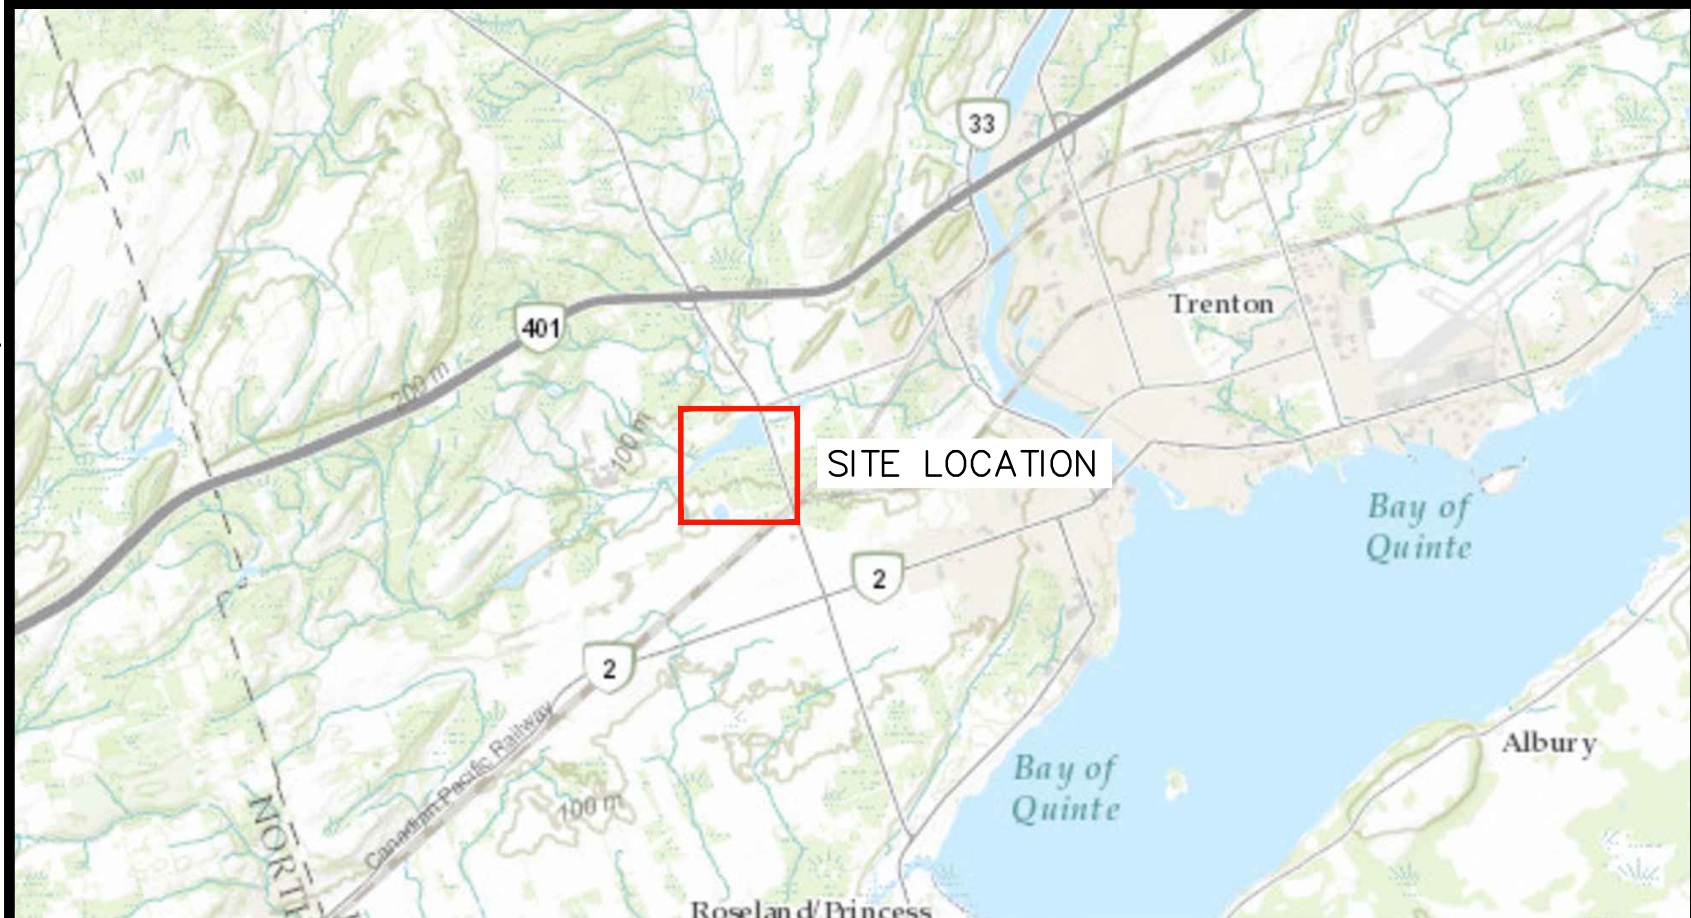 33
Trenton
401
200 m
100 m
SITE LOCATION
Bay of
Quinte
2
2
Canadian Pacific Railway
Albury
Bay of
Quinte
100 m
NORTH
Roseland/Princess